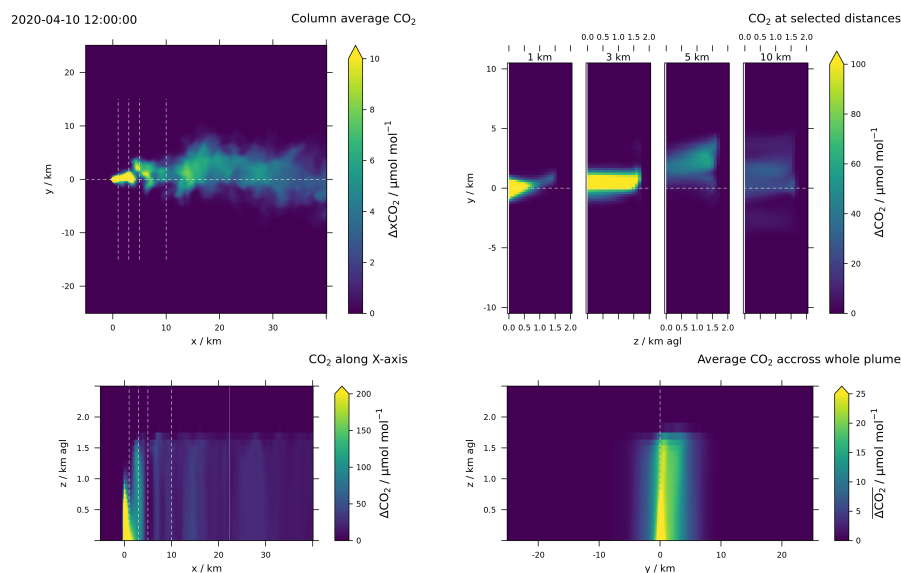 2020-04-10 12:00:00
Column average CO2
20
10
0
-10
-20
y / km
0
10
20
30
x / km
10
8
6
4
2
0
ΔxCO2 / μmol mol−1
CO2 at selected distances
0.0 0.5 1.0 1.5 2.0
0.0 0.5 1.0 1.5 2.0
1 km
3 km
5 km
10 km
10
5
0
-5
-10
y / km
0.0 0.5 1.0 1.5 2.0
0.0 0.5 1.0 1.5 2.0
z / km agl
100
80
60
40
20
0
ΔCO2 / μmol mol−1
CO2 along X-axis
2.0
1.5
1.0
0.5
z / km agl
0
10
20
30
x / km
200
150
100
50
0
ΔCO2 / μmol mol−1
Average CO2 accross whole plume
2.0
1.5
1.0
0.5
z / km agl
-20
-10
0
10
20
y / km
25
20
15
10
5
0
ΔCO2 / μmol mol−1